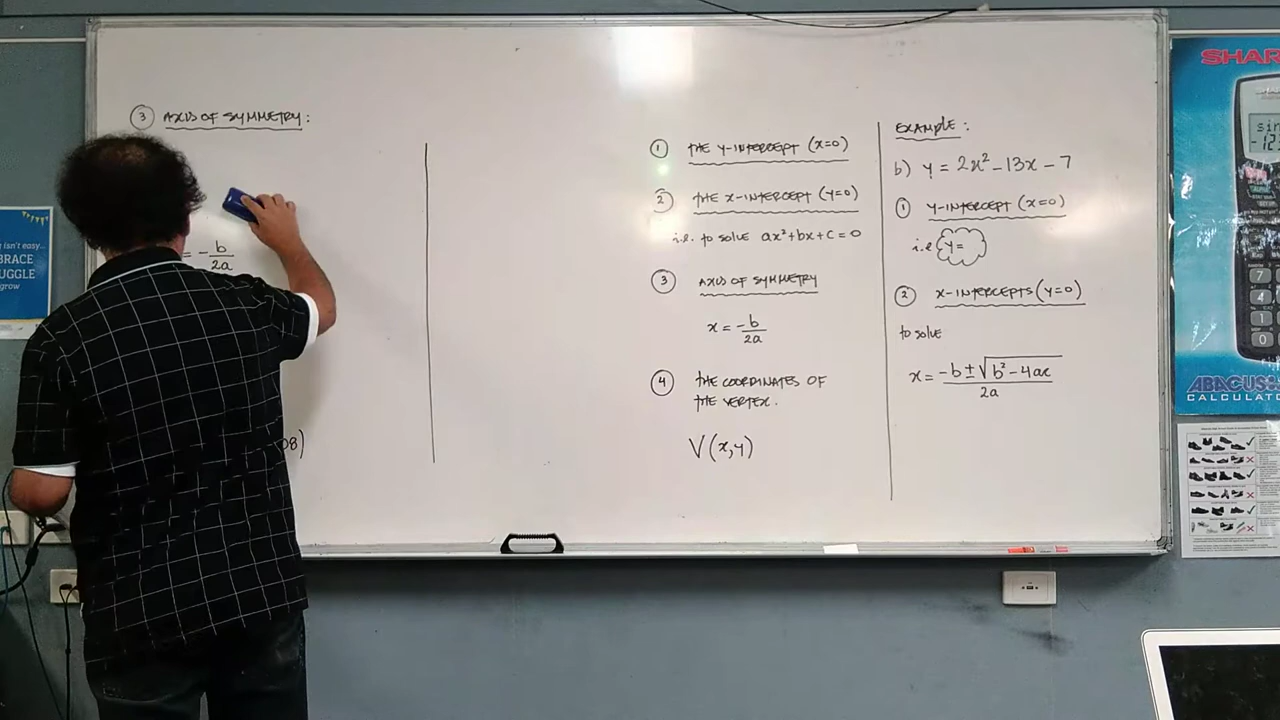 ③ AXIS OF SYMMETRY:
= -b/2a
08)
① THE Y-INTERCEPT (x=0)
② THE X-INTERCEPT (y=0)
i.e. to solve ax²+bx+c=0
③ AXIS OF SYMMETRY
x = -b/2a
④ THE COORDINATES OF
THE VERTEX.
V(x,y)
EXAMPLE:
b) y = 2x² - 13x - 7
① Y-INTERCEPT (x=0)
i.e. y=
② X-INTERCEPTS (y=0)
to solve
x = -b±√b²-4ac/2a
SHAR
ABACUS
CALCULATO
isn't easy...
BRACE
UGGLE
grow